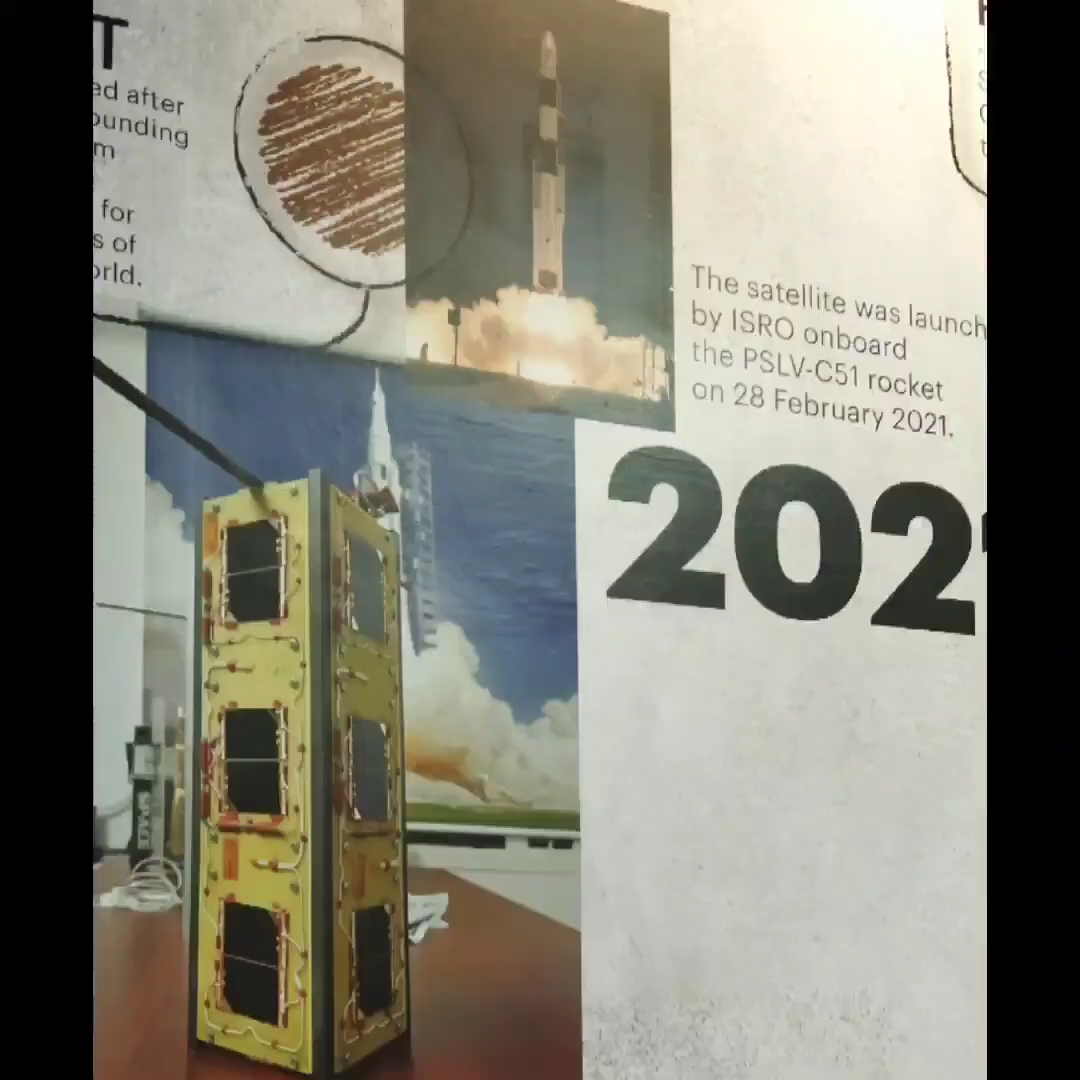 T
ed after
ounding
m
for
s of
orld.
The satellite was launch
by ISRO onboard
the PSLV-C51 rocket
on 28 February 2021.
202